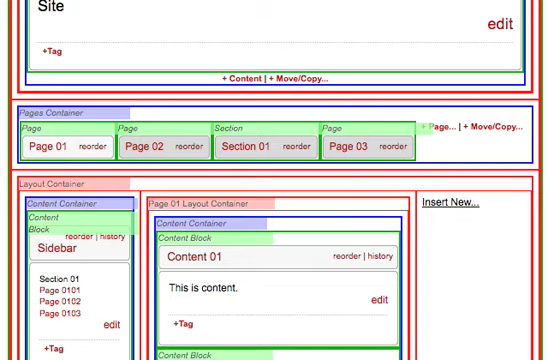 Site
edit
+Tag
+ Content | + Move/Copy...
Pages Container
Page Page Section Page
Page 01 reorder Page 02 reorder Section 01 reorder Page 03 reorder
+ Page... | + Move/Copy...
Layout Container
Content Container
Content
Block
reorder | history
Sidebar
Section 01
Page 0101
Page 0102
Page 0103
edit
+Tag
Page 01 Layout Container
Content Container
Content Block
Content 01 reorder | history
This is content.
edit
+Tag
Content Block
Insert New...